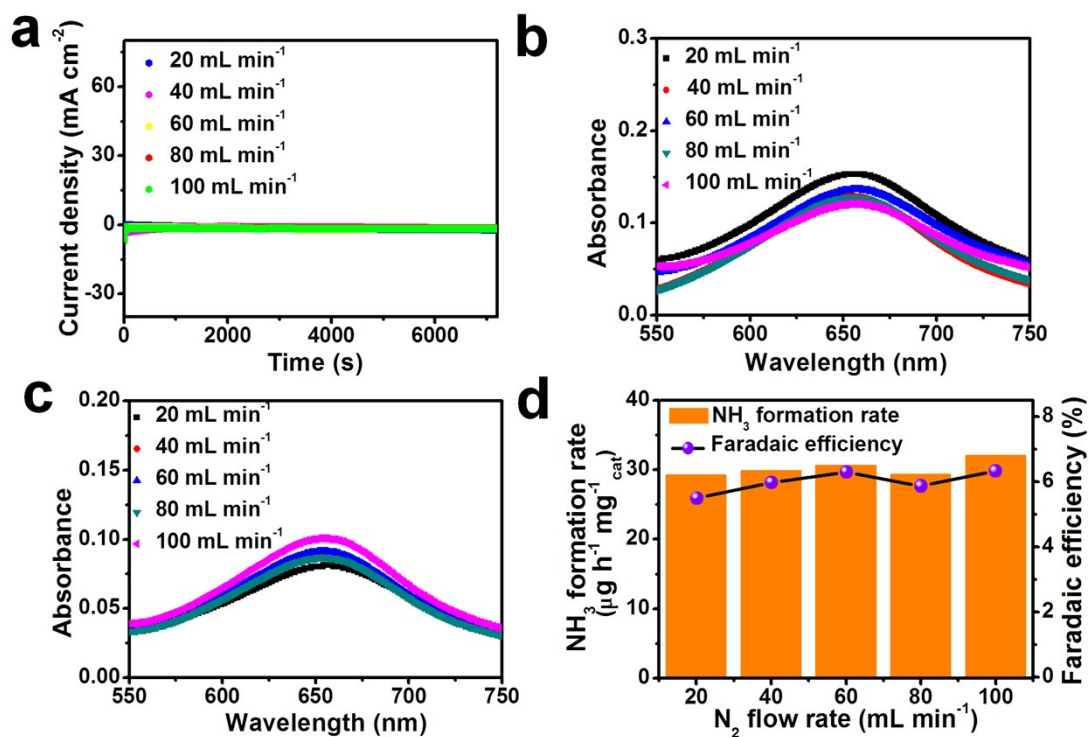 a
Current density (mA cm⁻²)
60
30
0
-30
20 mL min⁻¹
40 mL min⁻¹
60 mL min⁻¹
80 mL min⁻¹
100 mL min⁻¹
0 2000 4000 6000
Time (s)
b
Absorbance
0.3
0.2
0.1
0.0
20 mL min⁻¹
40 mL min⁻¹
60 mL min⁻¹
80 mL min⁻¹
100 mL min⁻¹
550 600 650 700 750
Wavelength (nm)
c
Absorbance
0.20
0.15
0.10
0.05
0.00
20 mL min⁻¹
40 mL min⁻¹
60 mL min⁻¹
80 mL min⁻¹
100 mL min⁻¹
550 600 650 700 750
Wavelength (nm)
d
NH₃ formation rate
(μg h⁻¹ mg⁻¹cat)
40
30
20
10
0
NH₃ formation rate
Faradaic efficiency
8
6
4
2
0
Faradaic efficiency (%)
20 40 60 80 100
N₂ flow rate (mL min⁻¹)